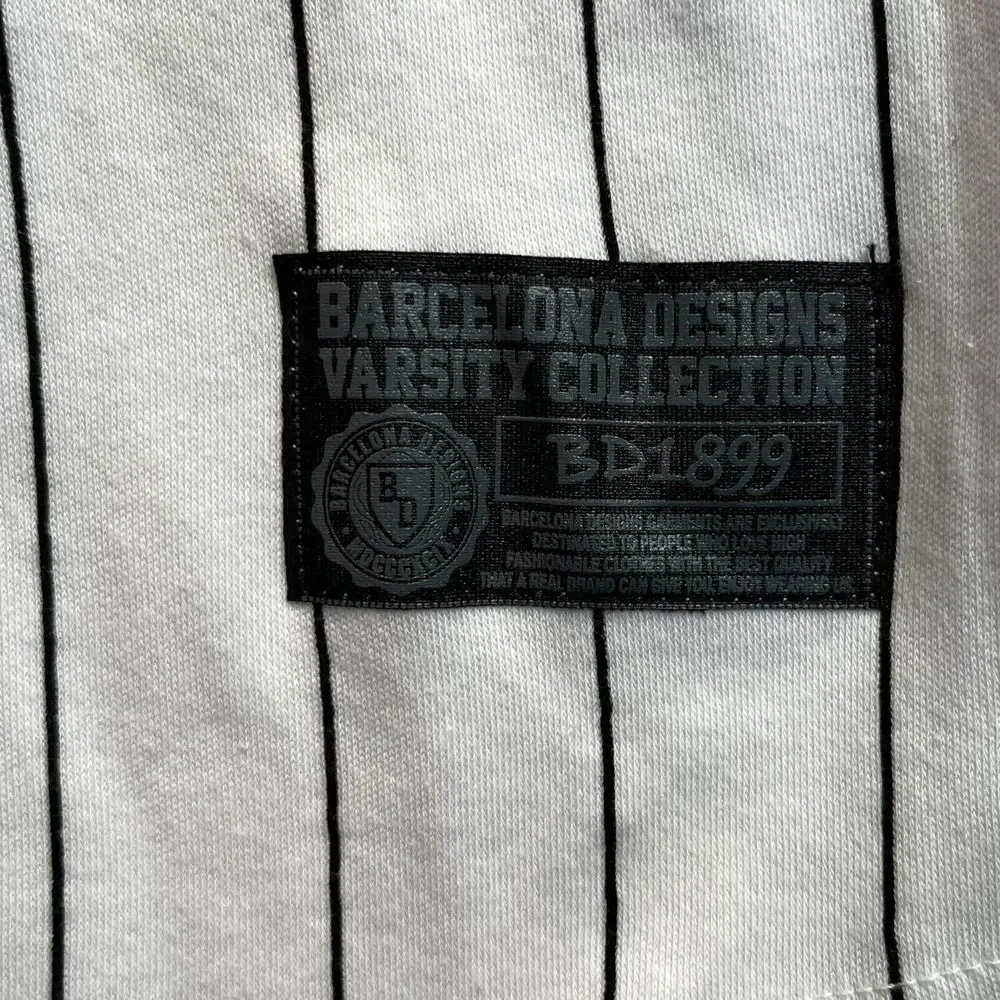 BARCELONA DESIGNS
VARSITY COLLECTION
BARCELONA DESIGNS
BD
MDCCCXCIX
BD1899
BARCELONA DESIGNS GARMENTS ARE EXCLUSIVELY
DESTINATED TO PEOPLE WHO LOVE HIGH
FASHIONABLE CLOTHES WITH THE BEST QUALITY
THAT A REAL BRAND CAN GIVE YOU. ENJOY WEARING US